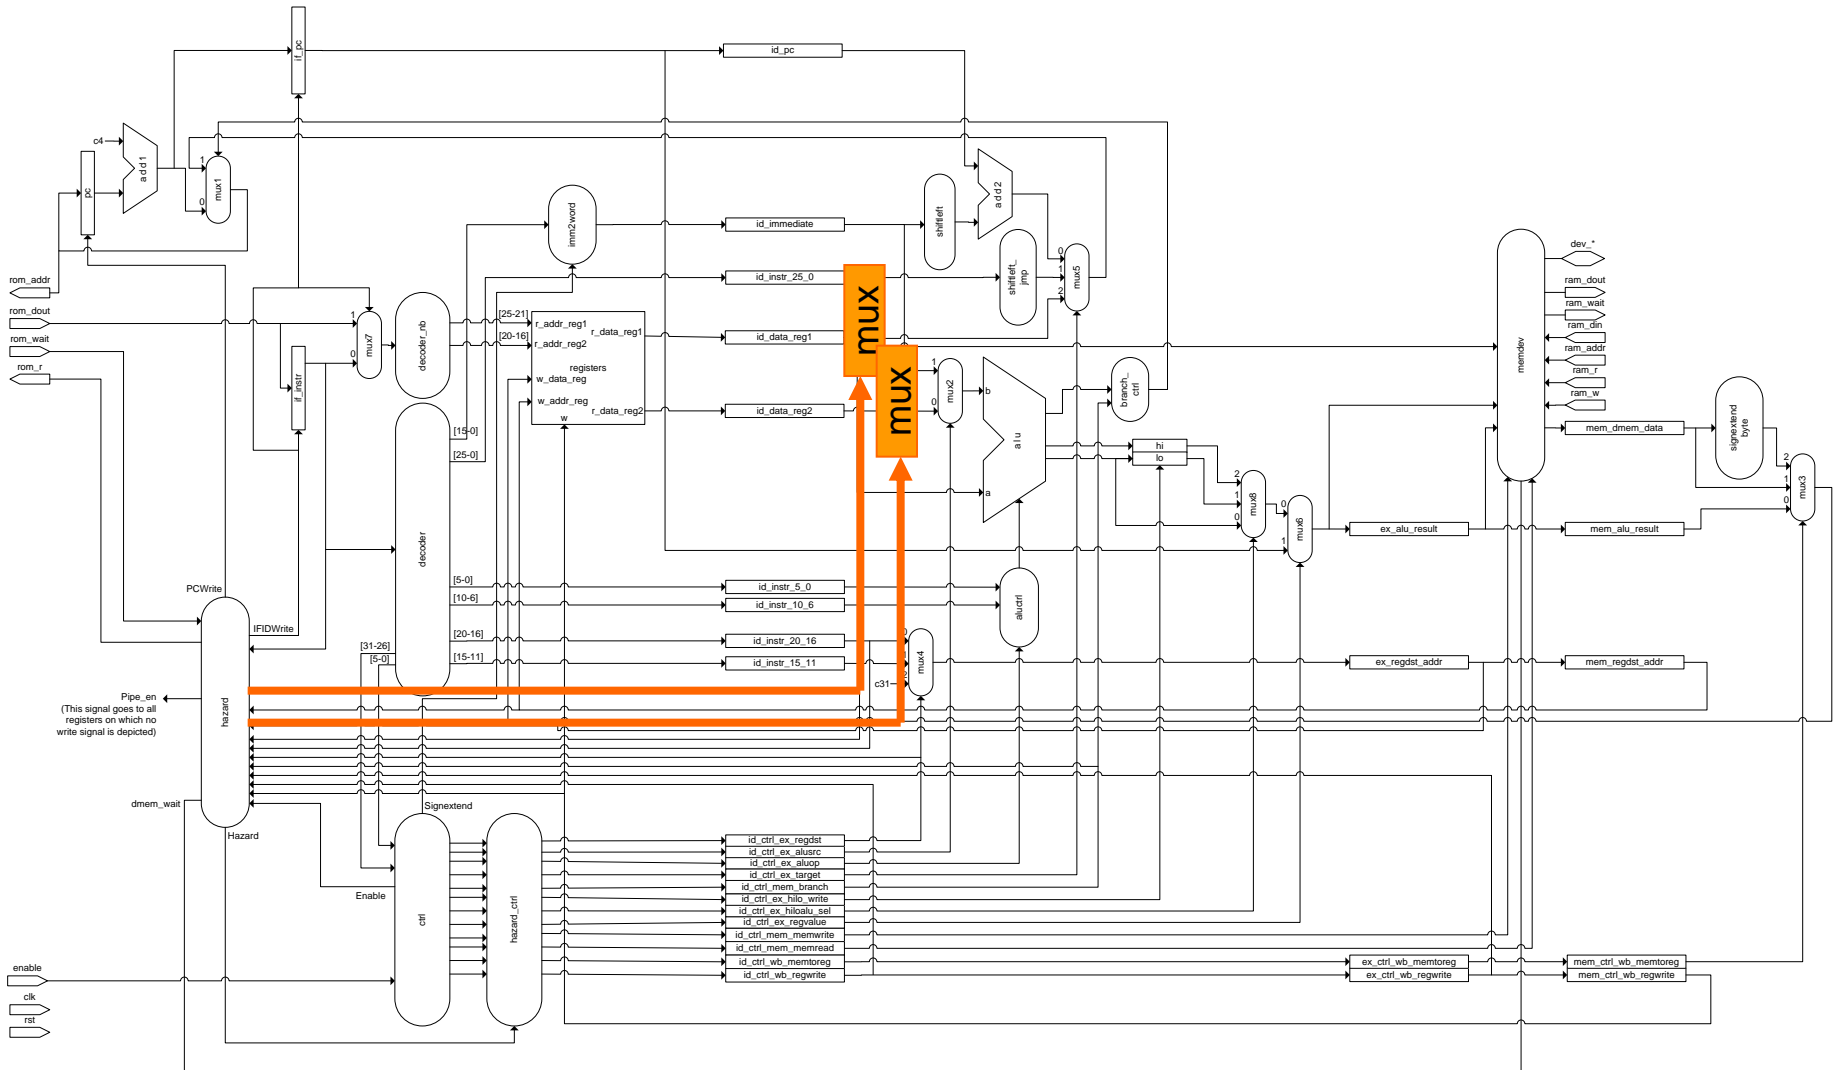 if_pc
id_pc
c4
add1
pc
mux1
1
0
rom_addr
rom_dout
rom_wait
rom_r
if_instr
mux7
1
0
decoder_nb
[25-21]
[20-16]
imm2word
r_addr_reg1
r_addr_reg2
r_data_reg1
registers
w_data_reg
w_addr_reg
r_data_reg2
w
id_immediate
id_instr_25_0
id_data_reg1
id_data_reg2
mux
mux
shiftleft
add2
shiftleft_
jmp
0
1
2
mux5
1
0
mux2
b
a
alu
branch_
ctrl
hi
lo
2
1
0
mux8
0
1
mux6
memdev
dev_*
ram_dout
ram_wait
ram_din
ram_addr
ram_r
ram_w
mem_dmem_data
signextend
byte
2
1
0
mux3
ex_alu_result
mem_alu_result
decoder
[15-0]
[25-0]
[5-0]
[10-6]
[20-16]
[15-11]
[31-26]
[5-0]
id_instr_5_0
id_instr_10_6
id_instr_20_16
id_instr_15_11
aluctrl
0
1
2
c31
mux4
ex_regdst_addr
mem_regdst_addr
PCWrite
IFIDWrite
hazard
Pipe_en
(This signal goes to all
registers on which no
write signal is depicted)
dmem_wait
Hazard
Signextend
Enable
ctrl
hazard_ctrl
id_ctrl_ex_regdst
id_ctrl_ex_alusrc
id_ctrl_ex_aluop
id_ctrl_ex_target
id_ctrl_mem_branch
id_ctrl_ex_hilo_write
id_ctrl_ex_hiloalu_sel
id_ctrl_ex_regvalue
id_ctrl_mem_memwrite
id_ctrl_mem_memread
id_ctrl_wb_memtoreg
id_ctrl_wb_regwrite
ex_ctrl_wb_memtoreg
ex_ctrl_wb_regwrite
mem_ctrl_wb_memtoreg
mem_ctrl_wb_regwrite
enable
clk
rst